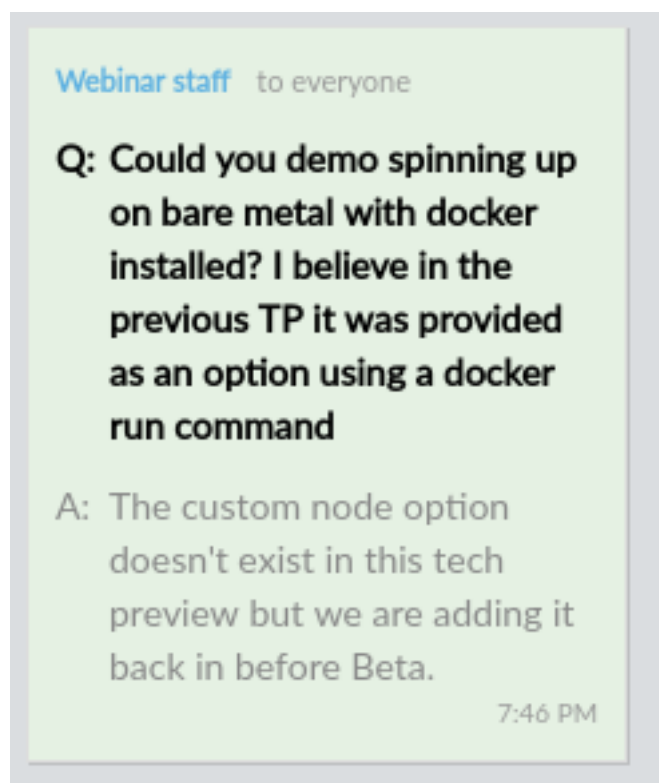 Webinar staff to everyone
Q: Could you demo spinning up
on bare metal with docker
installed? I believe in the
previous TP it was provided
as an option using a docker
run command
A: The custom node option
doesn't exist in this tech
preview but we are adding it
back in before Beta.
7:46 PM